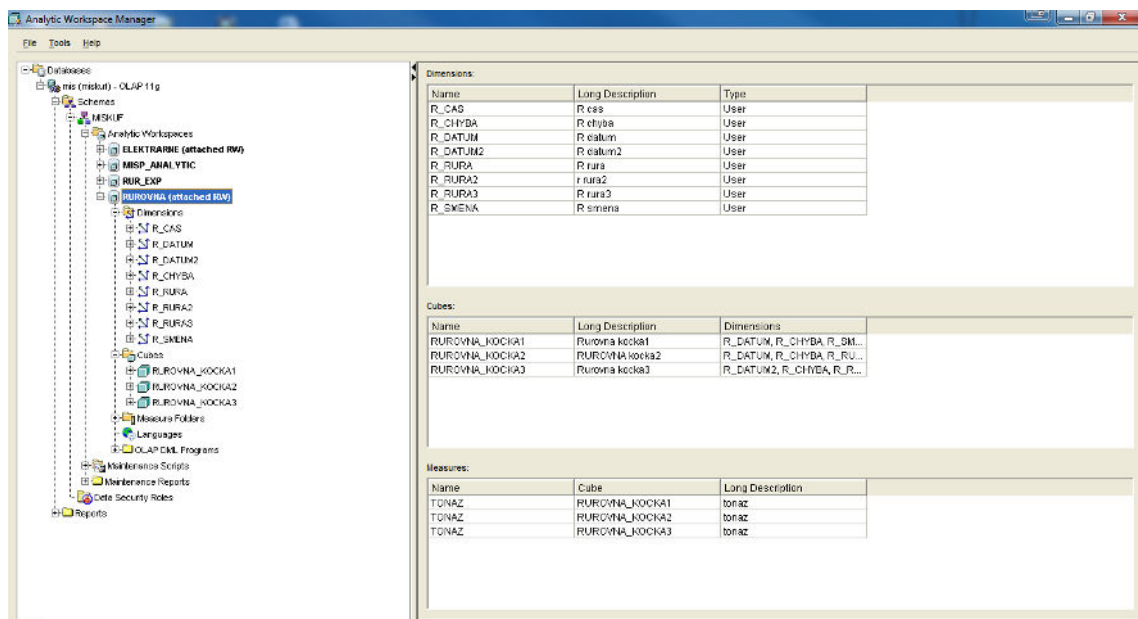 Analytic Workspace Manager
File Tools Help
Databases
mis (miskuf) - OLAP 11g
Schemas
MISKUF
Analytic Workspaces
ELEKTRARNE (attached RW)
MISP_ANALYTIC
RUR_EXP
RUROVNA (attached RW)
Dimensions
R_CAS
R_DATUM
R_DATUM2
R_CHYBA
R_RURA
R_RURA2
R_RURA3
R_SMENA
Cubes
RUROVNA_KOCKA1
RUROVNA_KOCKA2
RUROVNA_KOCKA3
Measure Folders
Languages
OLAP DML Programs
Maintenance Scripts
Maintenance Reports
Data Security Roles
Reports
Dimensions:
Name Long Description Type
R_CAS R cas User
R_CHYBA R chyba User
R_DATUM R datum User
R_DATUM2 R datum2 User
R_RURA R rura User
R_RURA2 r rura2 User
R_RURA3 R rura3 User
R_SMENA R smena User
Cubes:
Name Long Description Dimensions
RUROVNA_KOCKA1 Rurovna kocka1 R_DATUM, R_CHYBA, R_SM...
RUROVNA_KOCKA2 RUROVNA kocka2 R_DATUM, R_CHYBA, R_RU...
RUROVNA_KOCKA3 Rurovna kocka3 R_DATUM2, R_CHYBA, R_R...
Measures:
Name Cube Long Description
TONAZ RUROVNA_KOCKA1 tonaz
TONAZ RUROVNA_KOCKA2 tonaz
TONAZ RUROVNA_KOCKA3 tonaz